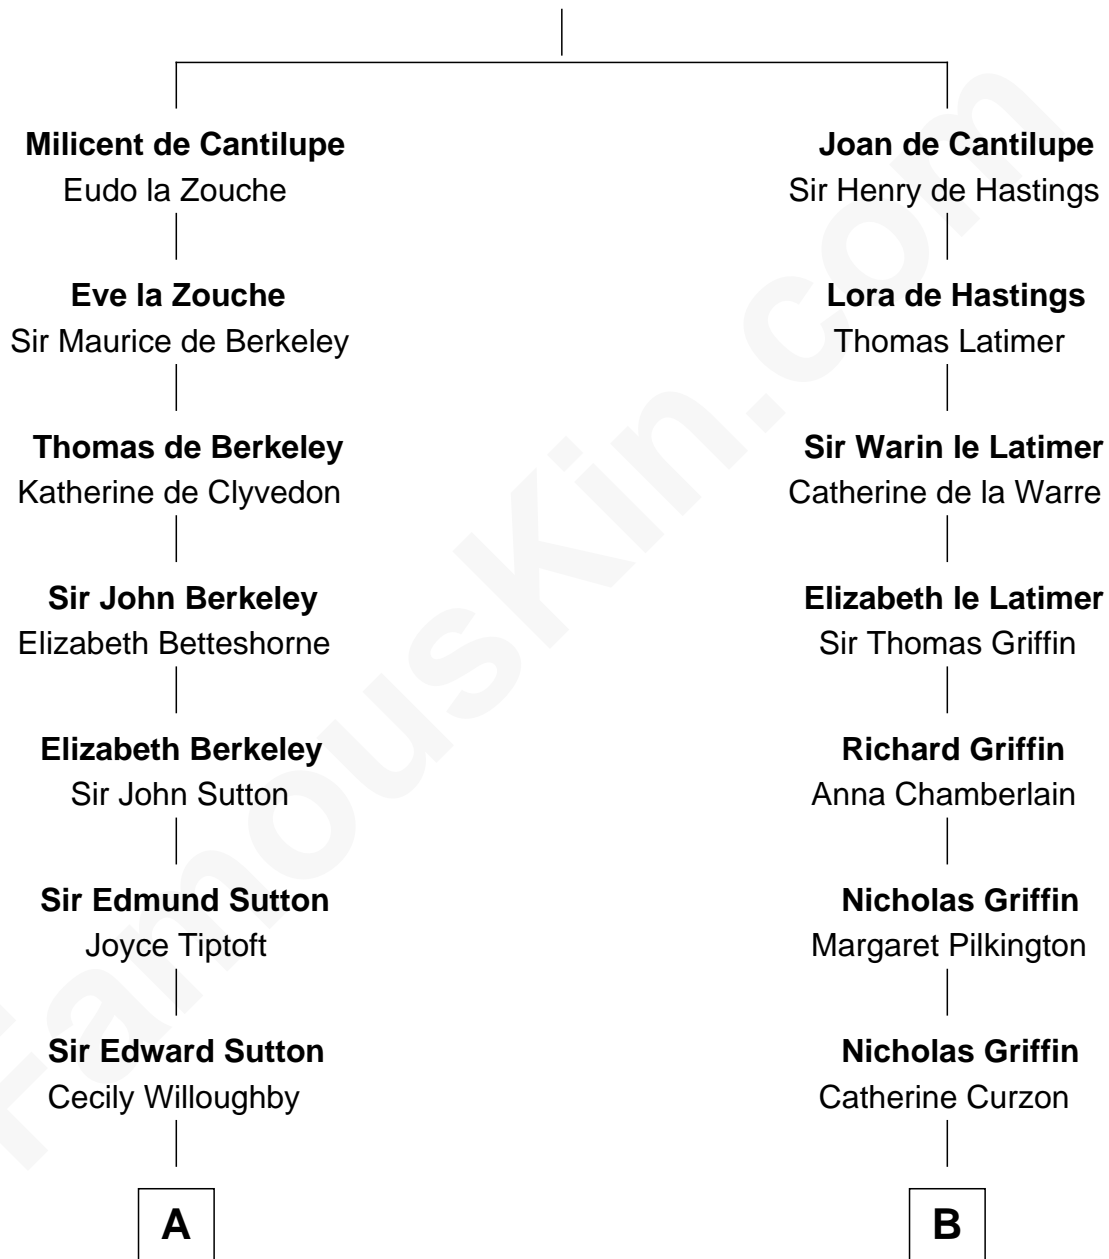 Milicent de Cantilupe
Eudo la Zouche
Joan de Cantilupe
Sir Henry de Hastings
Eve la Zouche
Sir Maurice de Berkeley
Lora de Hastings
Thomas Latimer
Thomas de Berkeley
Katherine de Clyvedon
Sir Warin le Latimer
Catherine de la Warre
Sir John Berkeley
Elizabeth Betteshorne
Elizabeth le Latimer
Sir Thomas Griffin
Elizabeth Berkeley
Sir John Sutton
Richard Griffin
Anna Chamberlain
Sir Edmund Sutton
Joyce Tiptoft
Nicholas Griffin
Margaret Pilkington
Sir Edward Sutton
Cecily Willoughby
Nicholas Griffin
Catherine Curzon
A
B
FamousKin.com